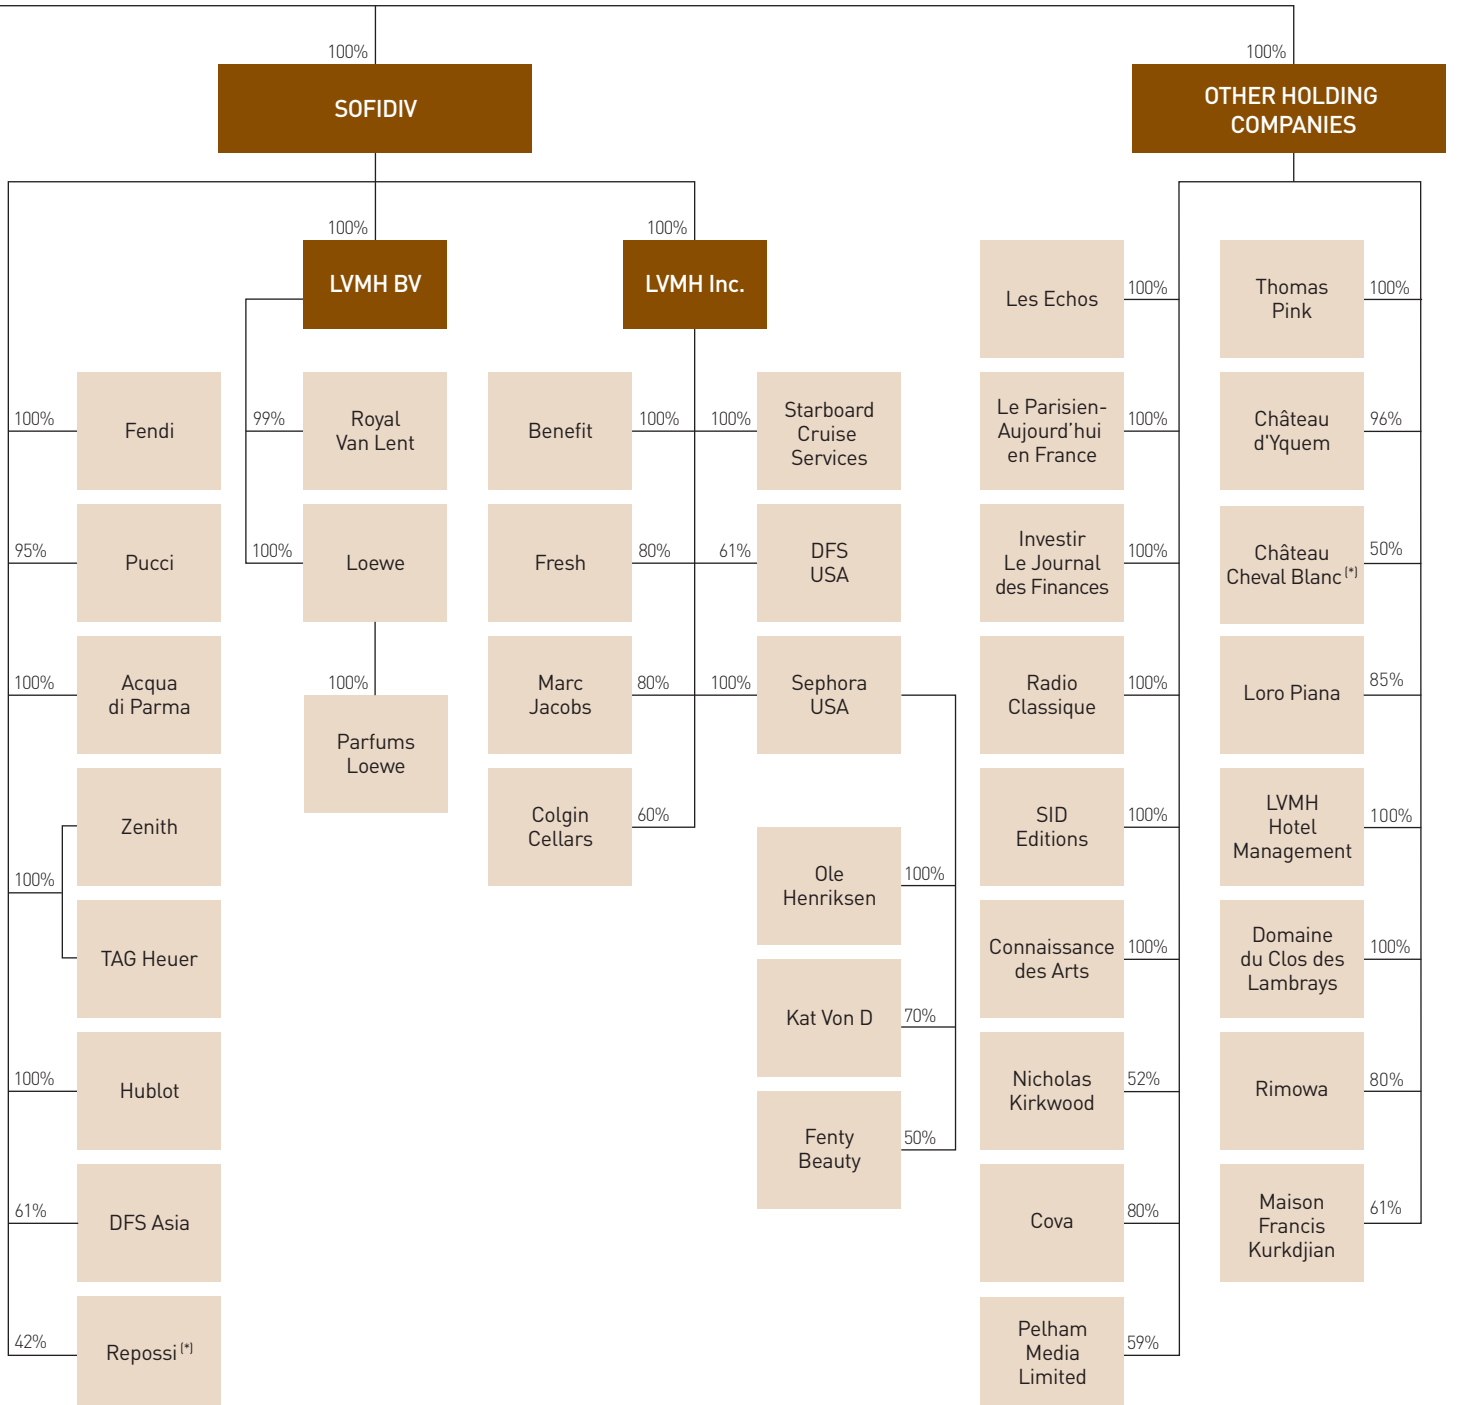 100%
SOFIDIV
100%
OTHER HOLDING
COMPANIES
100%
LVMH BV
100%
LVMH Inc.
100%
Fendi
95%
Pucci
100%
Acqua
di Parma
100%
Zenith
TAG Heuer
100%
Hublot
61%
DFS Asia
42%
Repossi (*)
99%
Royal
Van Lent
100%
Loewe
100%
Parfums
Loewe
Benefit
100%
Fresh
80%
Marc
Jacobs
80%
Colgin
Cellars
60%
100%
Starboard
Cruise
Services
61%
DFS
USA
100%
Sephora
USA
Ole
Henriksen
100%
Kat Von D
70%
Fenty
Beauty
50%
Les Echos
100%
Le Parisien-
Aujourd'hui
en France
100%
Investir
Le Journal
des Finances
100%
Radio
Classique
100%
SID
Editions
100%
Connaissance
des Arts
100%
Nicholas
Kirkwood
52%
Cova
80%
Pelham
Media
Limited
59%
Thomas
Pink
100%
Château
d'Yquem
96%
Château
Cheval Blanc (*)
50%
Loro Piana
85%
LVMH
Hotel
Management
100%
Domaine
du Clos des
Lambrays
100%
Rimowa
80%
Maison
Francis
Kurkdjian
61%